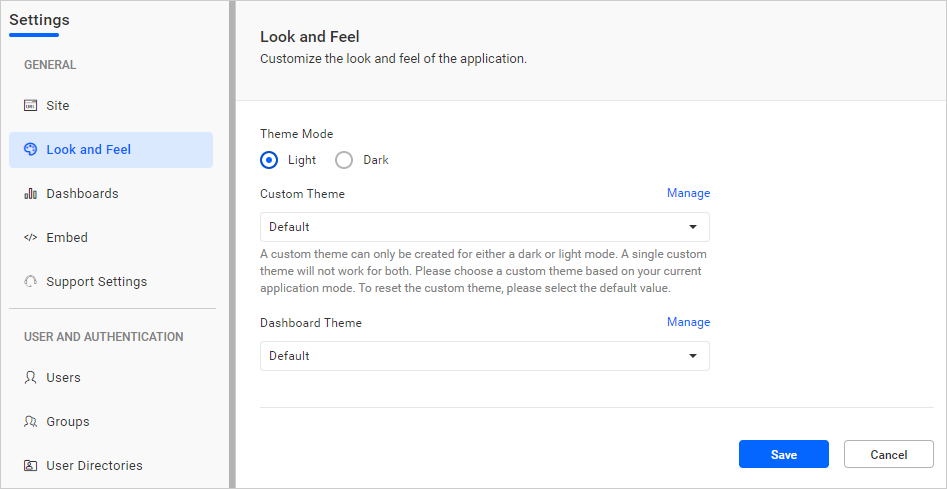 Settings
GENERAL
Site
Look and Feel
Dashboards
Embed
Support Settings
USER AND AUTHENTICATION
Users
Groups
User Directories
Look and Feel
Customize the look and feel of the application.
Theme Mode
Light
Dark
Custom Theme
Manage
Default
A custom theme can only be created for either a dark or light mode. A single custom
theme will not work for both. Please choose a custom theme based on your current
application mode. To reset the custom theme, please select the default value.
Dashboard Theme
Manage
Default
Save
Cancel